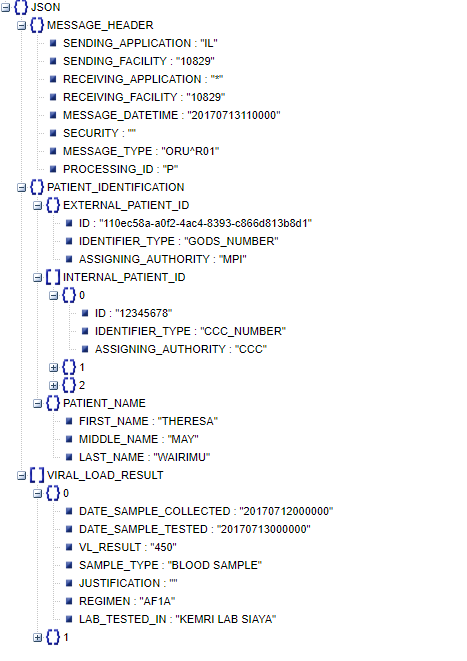 JSON
MESSAGE_HEADER
SENDING_APPLICATION : "IL"
SENDING_FACILITY : "10829"
RECEIVING_APPLICATION : "*"
RECEIVING_FACILITY : "10829"
MESSAGE_DATETIME : "20170713110000"
SECURITY : ""
MESSAGE_TYPE : "ORU^R01"
PROCESSING_ID : "P"
PATIENT_IDENTIFICATION
EXTERNAL_PATIENT_ID
ID : "110ec58a-a0f2-4ac4-8393-c866d813b8d1"
IDENTIFIER_TYPE : "GODS_NUMBER"
ASSIGNING_AUTHORITY : "MPI"
INTERNAL_PATIENT_ID
0
ID : "12345678"
IDENTIFIER_TYPE : "CCC_NUMBER"
ASSIGNING_AUTHORITY : "CCC"
1
2
PATIENT_NAME
FIRST_NAME : "THERESA"
MIDDLE_NAME : "MAY"
LAST_NAME : "WAIRIMU"
VIRAL_LOAD_RESULT
0
DATE_SAMPLE_COLLECTED : "20170712000000"
DATE_SAMPLE_TESTED : "20170713000000"
VL_RESULT : "450"
SAMPLE_TYPE : "BLOOD SAMPLE"
JUSTIFICATION : ""
REGIMEN : "AF1A"
LAB_TESTED_IN : "KEMRI LAB SIAYA"
1